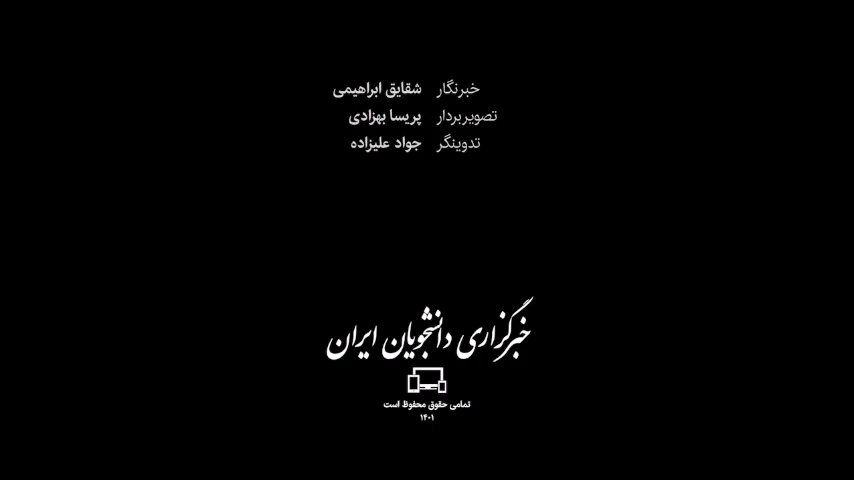 خبرنگار شقایق ابراهیمی
تصویربردار پریسا بهزادی
تدوینگر جواد علیزاده
خبرگزاری دانشجویان ایران
تمامی حقوق محفوظ است
۱۴۰۱